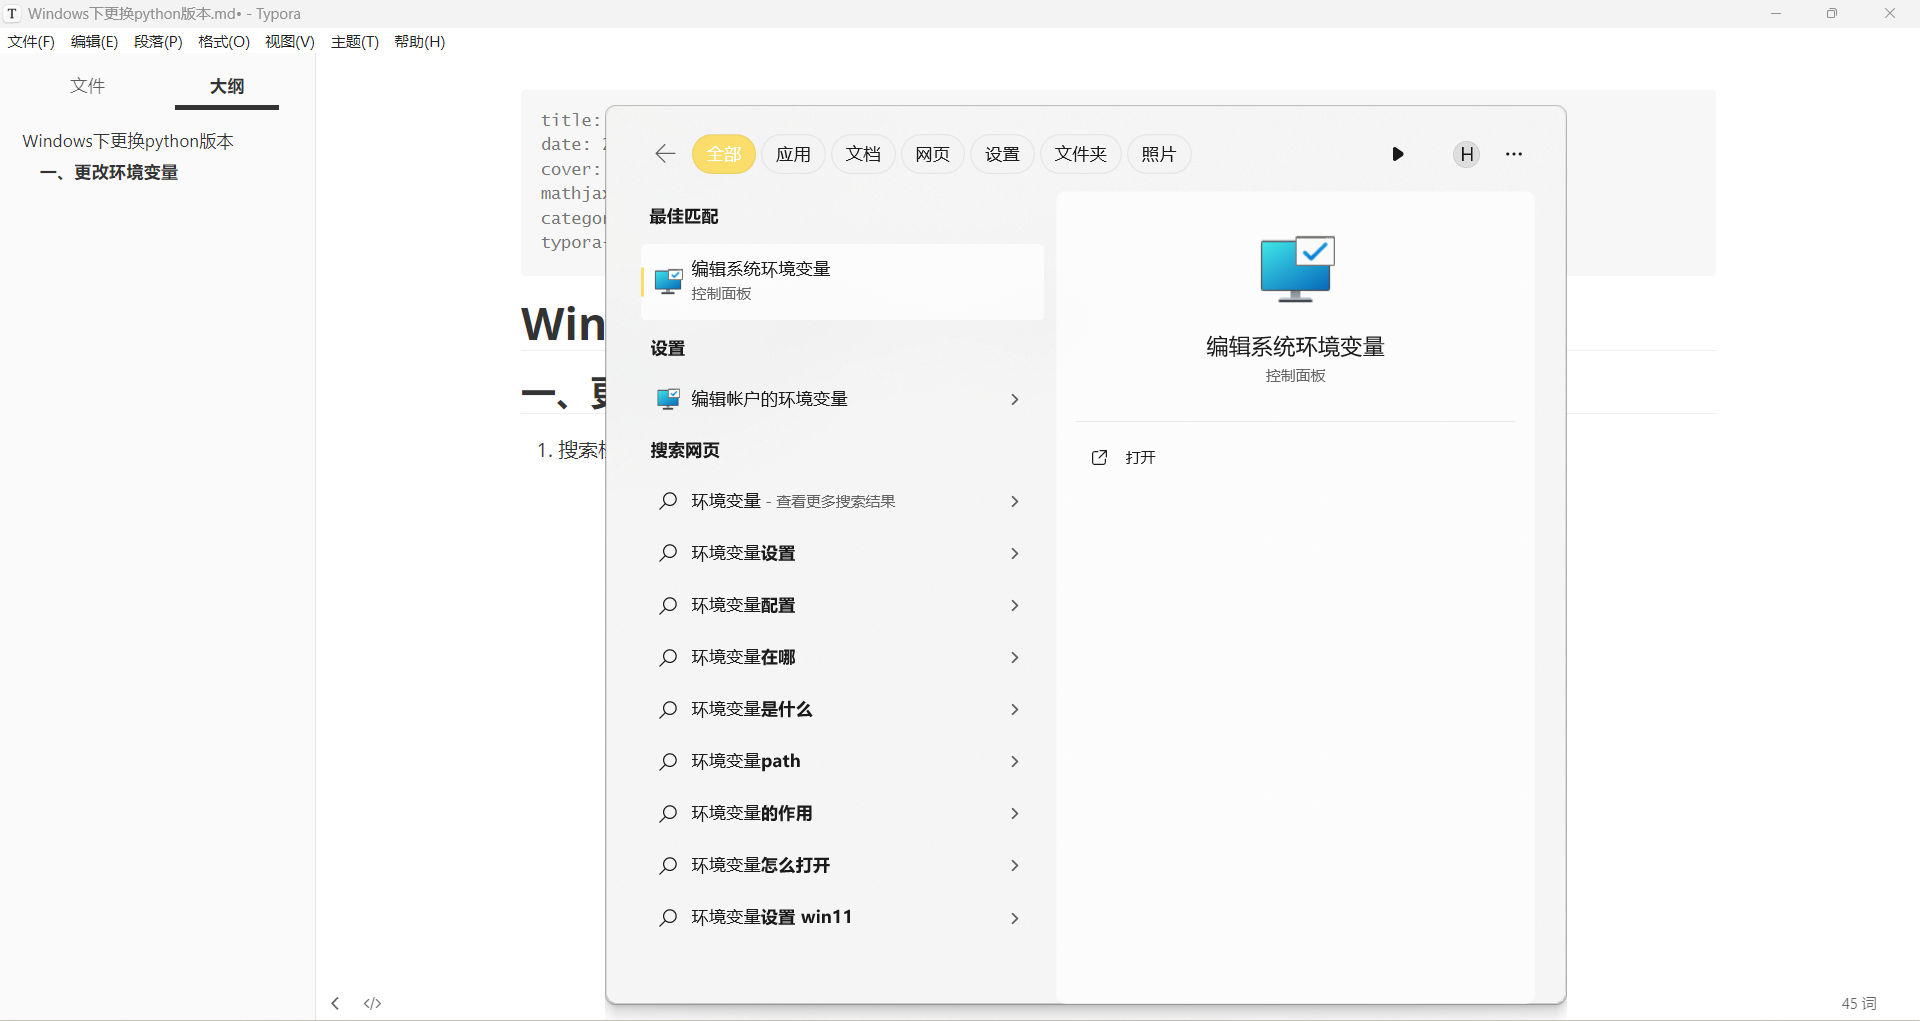 T Windows下更换python版本.md• - Typora
文件(F) 编辑(E) 段落(P) 格式(O) 视图(V) 主题(T) 帮助(H)
文件 大纲
Windows下更换python版本
一、更改环境变量
title:
date:
cover:
mathjax
categor
typora-
Win
一、更
1. 搜索
全部 应用 文档 网页 设置 文件夹 照片 H ···
最佳匹配
编辑系统环境变量
控制面板
设置
编辑帐户的环境变量
搜索网页
环境变量 - 查看更多搜索结果
环境变量设置
环境变量配置
环境变量在哪
环境变量是什么
环境变量path
环境变量的作用
环境变量怎么打开
环境变量设置 win11
编辑系统环境变量
控制面板
打开
</> 45 词